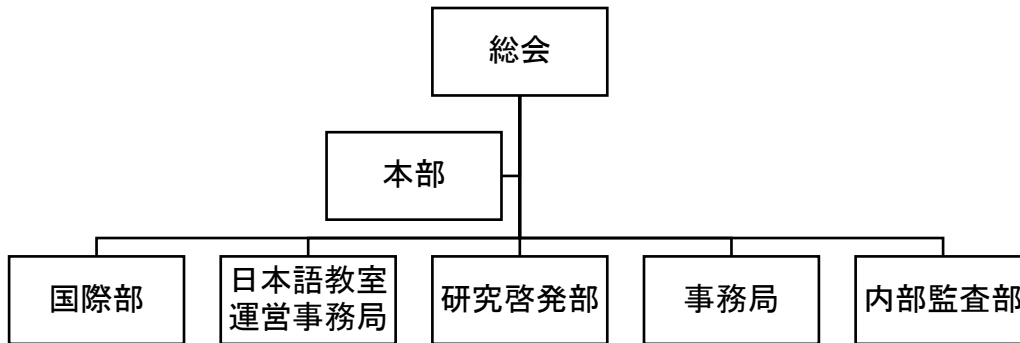 総会
本部
国際部
日本語教室
運営事務局
研究啓発部
事務局
内部監査部